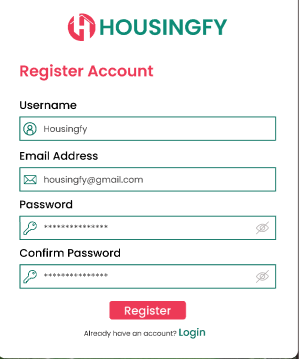 HOUSINGFY
Register Account
Username
Housingfy
Email Address
housingfy@gmail.com
Password
***************
Confirm Password
***************
Register
Already have an account? Login